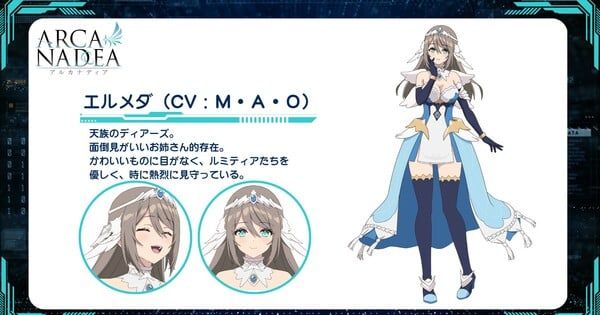 ARCA
NADEA
アルカナディア
エルメダ（CV：M・A・O）
天族のディアーズ。
面倒見がいいお姉さん的存在。
かわいいものに目がなく、ルミティアたちを
優しく、時に熱烈に見守っている。